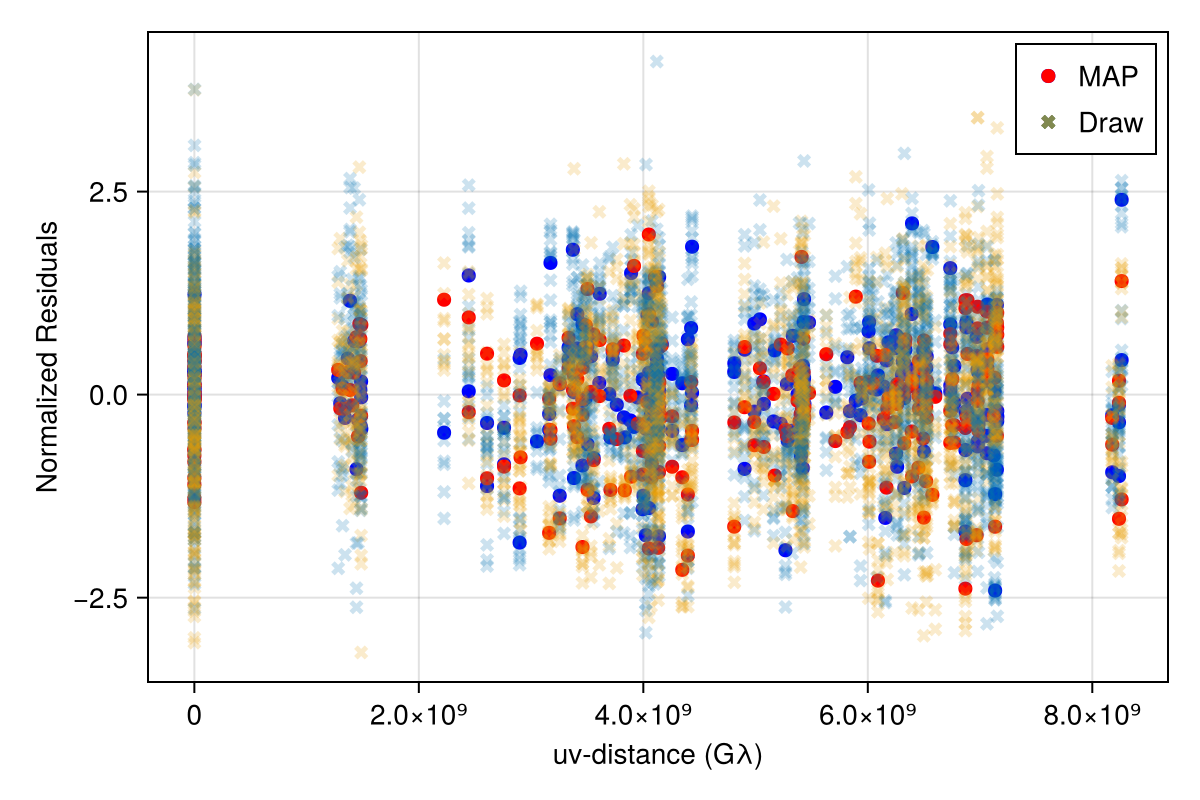 MAP
Draw
2.5
0.0
−2.5
Normalized Residuals
0
2.0×10⁹
4.0×10⁹
6.0×10⁹
8.0×10⁹
uv-distance (Gλ)